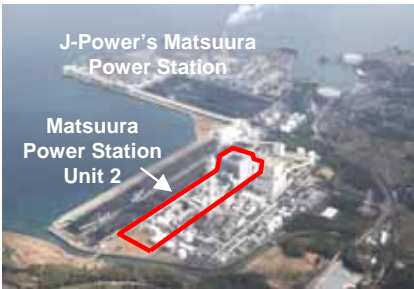 J-Power's Matsuura
Power Station
Matsuura
Power Station
Unit 2